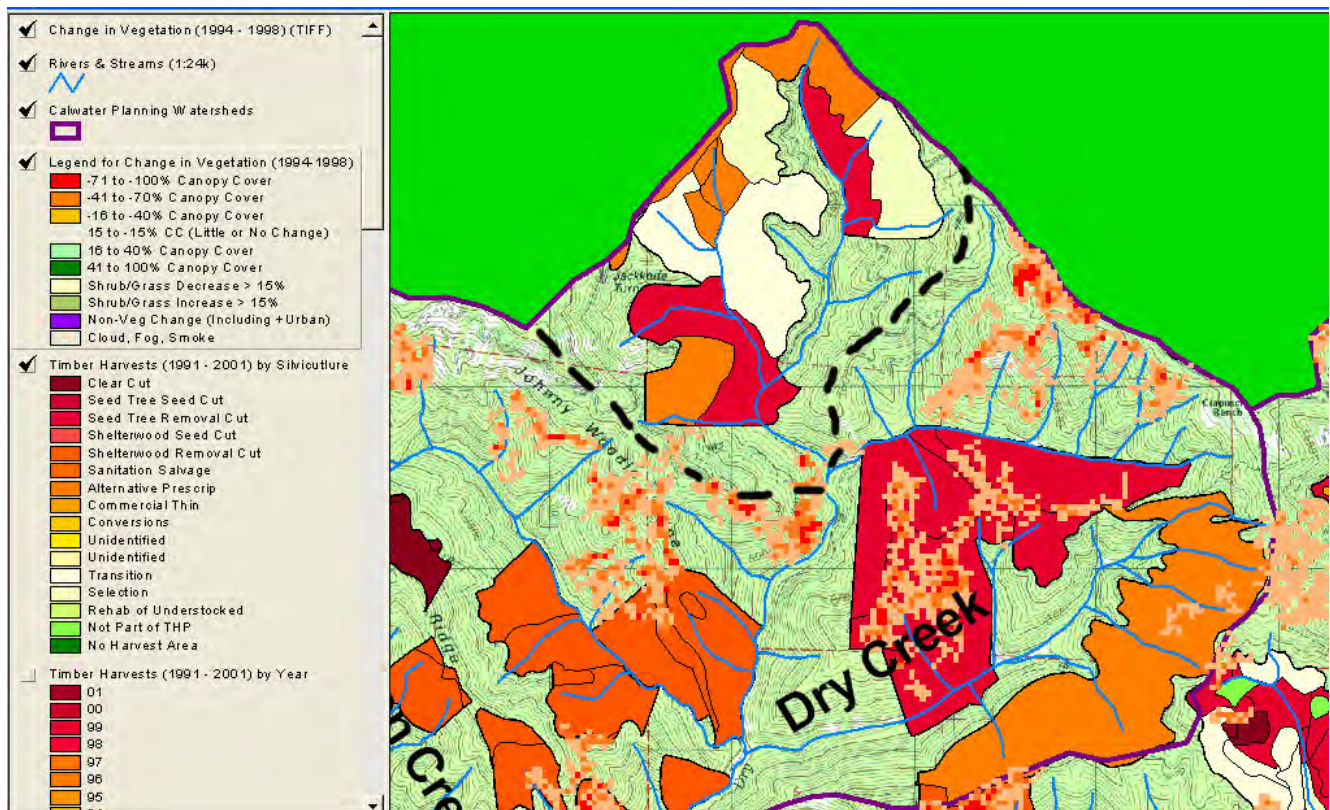 Change in Vegetation (1994 - 1998) (TIFF)
Rivers & Streams (1:24k)
Calwater Planning Watersheds
Legend for Change in Vegetation (1994-1998)
-71 to -100% Canopy Cover
-41 to -70% Canopy Cover
-16 to -40% Canopy Cover
15 to -15% CC (Little or No Change)
16 to 40% Canopy Cover
41 to 100% Canopy Cover
Shrub/Grass Decrease > 15%
Shrub/Grass Increase > 15%
Non-Veg Change (Including +Urban)
Cloud, Fog, Smoke
Timber Harvests (1991 - 2001) by Silvicutlure
Clear Cut
Seed Tree Seed Cut
Seed Tree Removal Cut
Shelterwood Seed Cut
Shelterwood Removal Cut
Sanitation Salvage
Alternative Prescrip
Commercial Thin
Conversions
Unidentified
Unidentified
Transition
Selection
Rehab of Understocked
Not Part of THP
No Harvest Area
Timber Harvests (1991 - 2001) by Year
01
00
99
98
97
96
95
Johnny
Ridge
Ranch
Dry Creek
n Cre